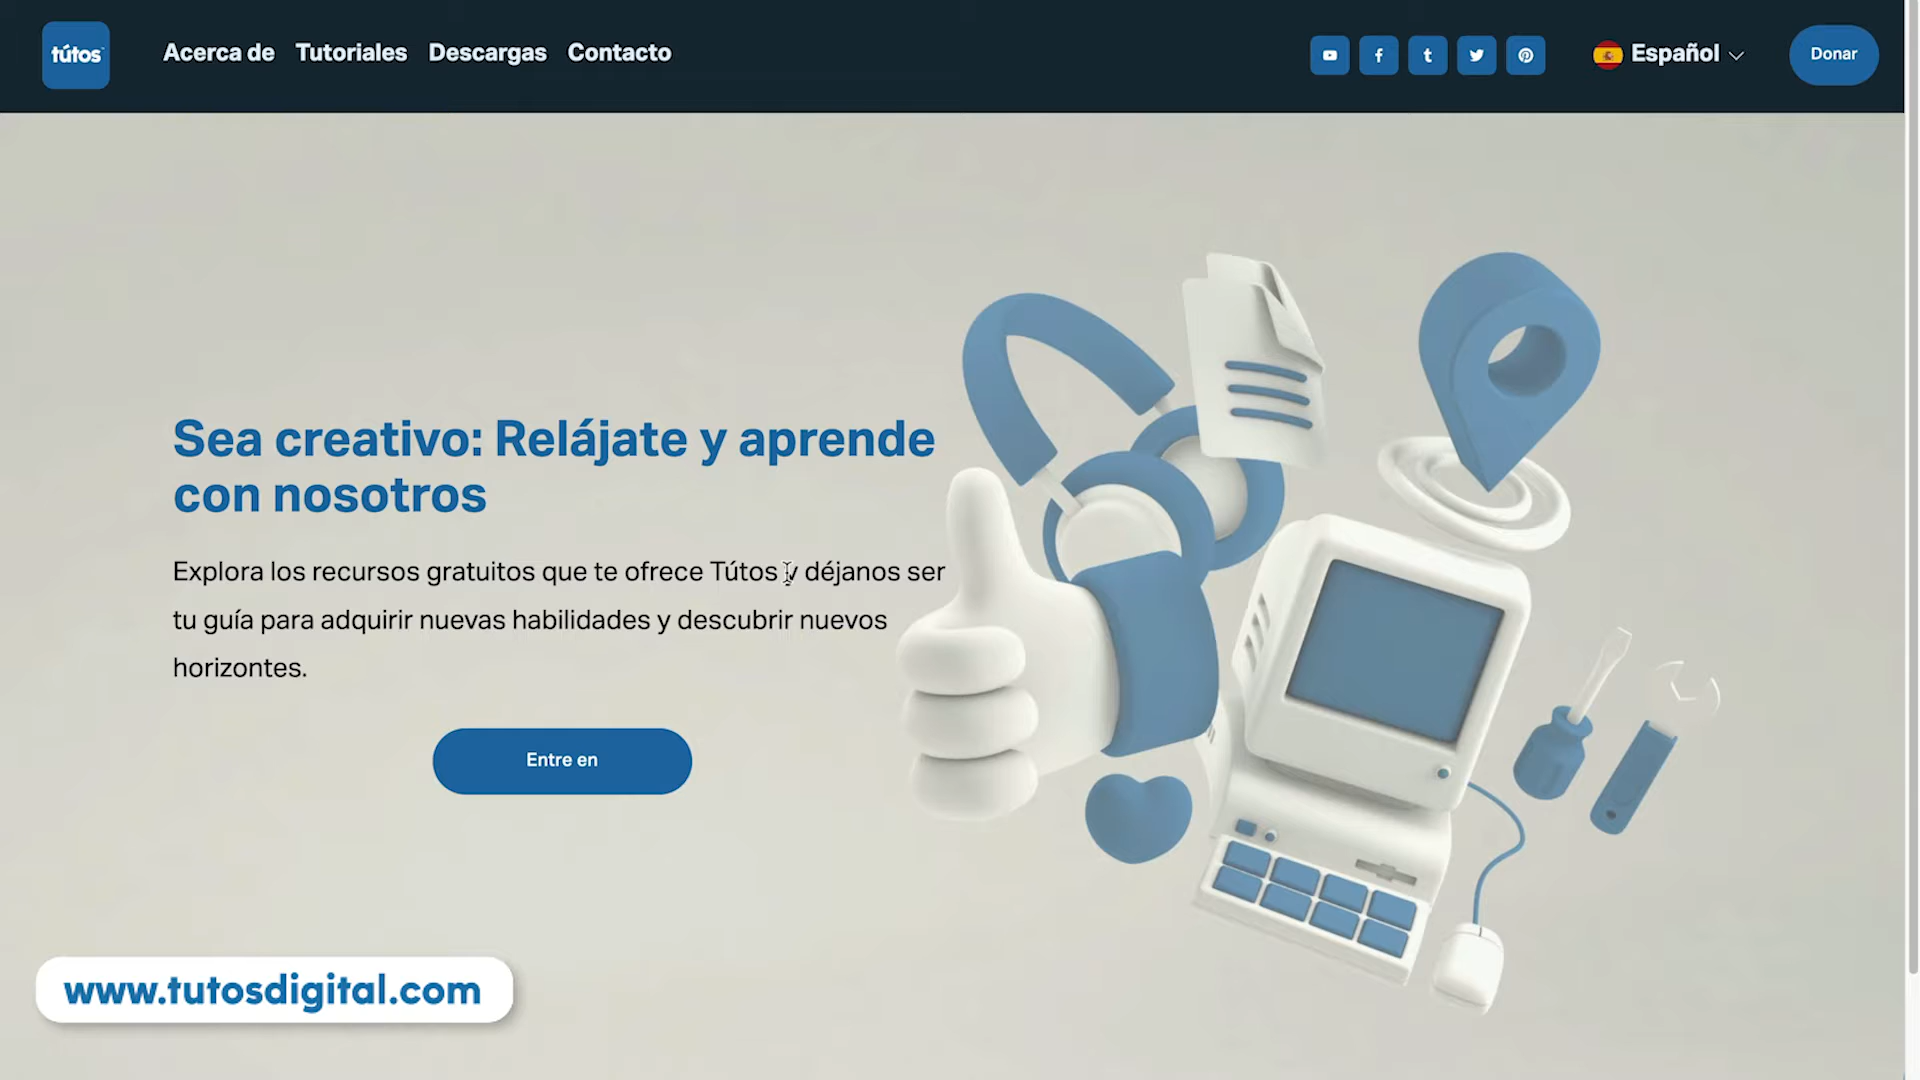 tútos
Acerca de Tutoriales Descargas Contacto
Español
Donar
Sea creativo: Relájate y aprende
con nosotros
Explora los recursos gratuitos que te ofrece Tútos y déjanos ser
tu guía para adquirir nuevas habilidades y descubrir nuevos
horizontes.
Entre en
www.tutosdigital.com